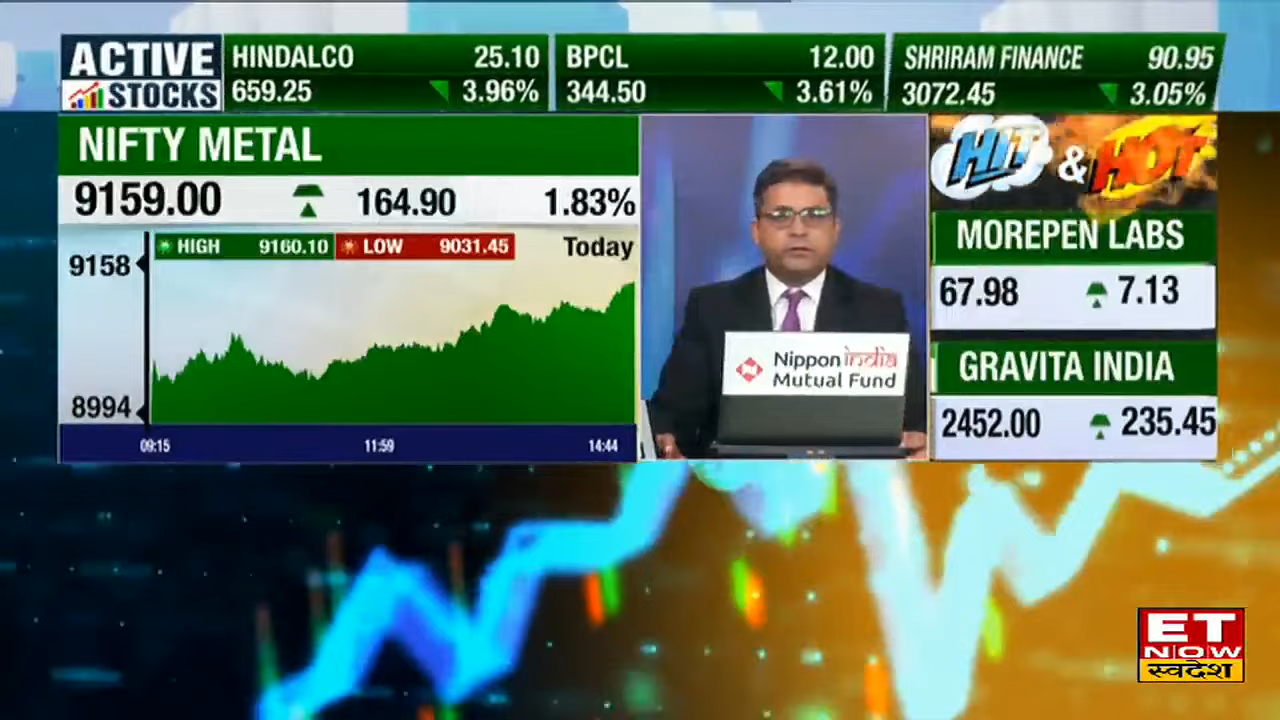 ACTIVE STOCKS
HINDALCO 25.10
659.25 3.96%
BPCL 12.00
344.50 3.61%
SHRIRAM FINANCE 90.95
3072.45 3.05%
NIFTY METAL
9159.00 164.90 1.83%
HIGH 9160.10 LOW 9031.45 Today
9158
8994
09:15 11:59 14:44
Nippon india
Mutual Fund
HIT & HOT
MOREPEN LABS
67.98 7.13
GRAVITA INDIA
2452.00 235.45
ET
NOW
स्वदेश